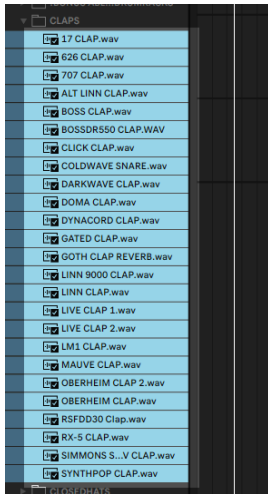 CLAPS
17 CLAP.wav
626 CLAP.wav
707 CLAP.wav
ALT LINN CLAP.wav
BOSS CLAP.wav
BOSSDR550 CLAP.WAV
CLICK CLAP.wav
COLDWAVE SNARE.wav
DARKWAVE CLAP.wav
DOMA CLAP.wav
DYNACORD CLAP.wav
GATED CLAP.wav
GOTH CLAP REVERB.wav
LINN 9000 CLAP.wav
LINN CLAP.wav
LIVE CLAP 1.wav
LIVE CLAP 2.wav
LM1 CLAP.wav
MAUVE CLAP.wav
OBERHEIM CLAP 2.wav
OBERHEIM CLAP.wav
RSFDD30 Clap.wav
RX-5 CLAP.wav
SIMMONS S...V CLAP.wav
SYNTHPOP CLAP.wav
CLOSEDHATS